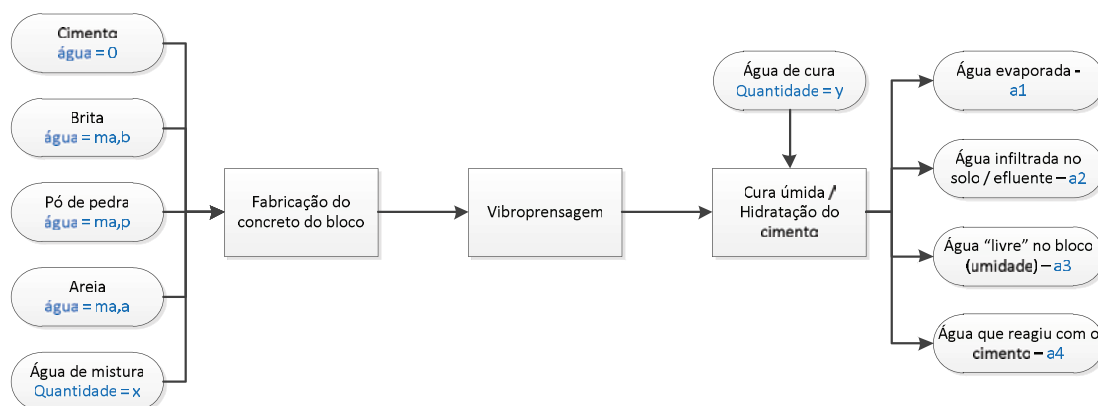 Cimento
água = 0
Brita
água = ma,b
Pó de pedra
água = ma,p
Areia
água = ma,a
Água de mistura
Quantidade = x
Fabricação do
concreto do bloco
Vibroprensagem
Água de cura
Quantidade = y
Cura úmida /
Hidratação do
cimento
Água evaporada –
a1
Água infiltrada no
solo / efluente – a2
Água “livre” no bloco
(umidade) – a3
Água que reagiu com o
cimento – a4